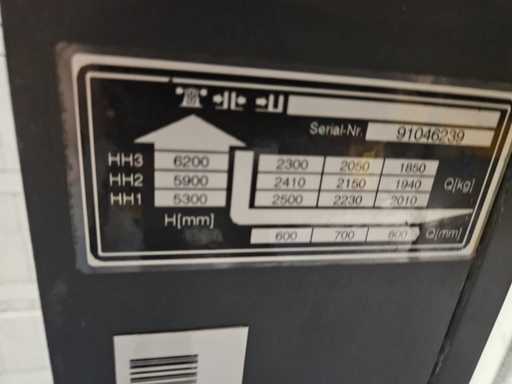 Serial-Nr. 91046239
HH3 6200 2300 2050 1850
HH2 5900 2410 2150 1940 Q[kg]
HH1 5300 2500 2230 2010
H[mm]
600 700 800 Q[mm]